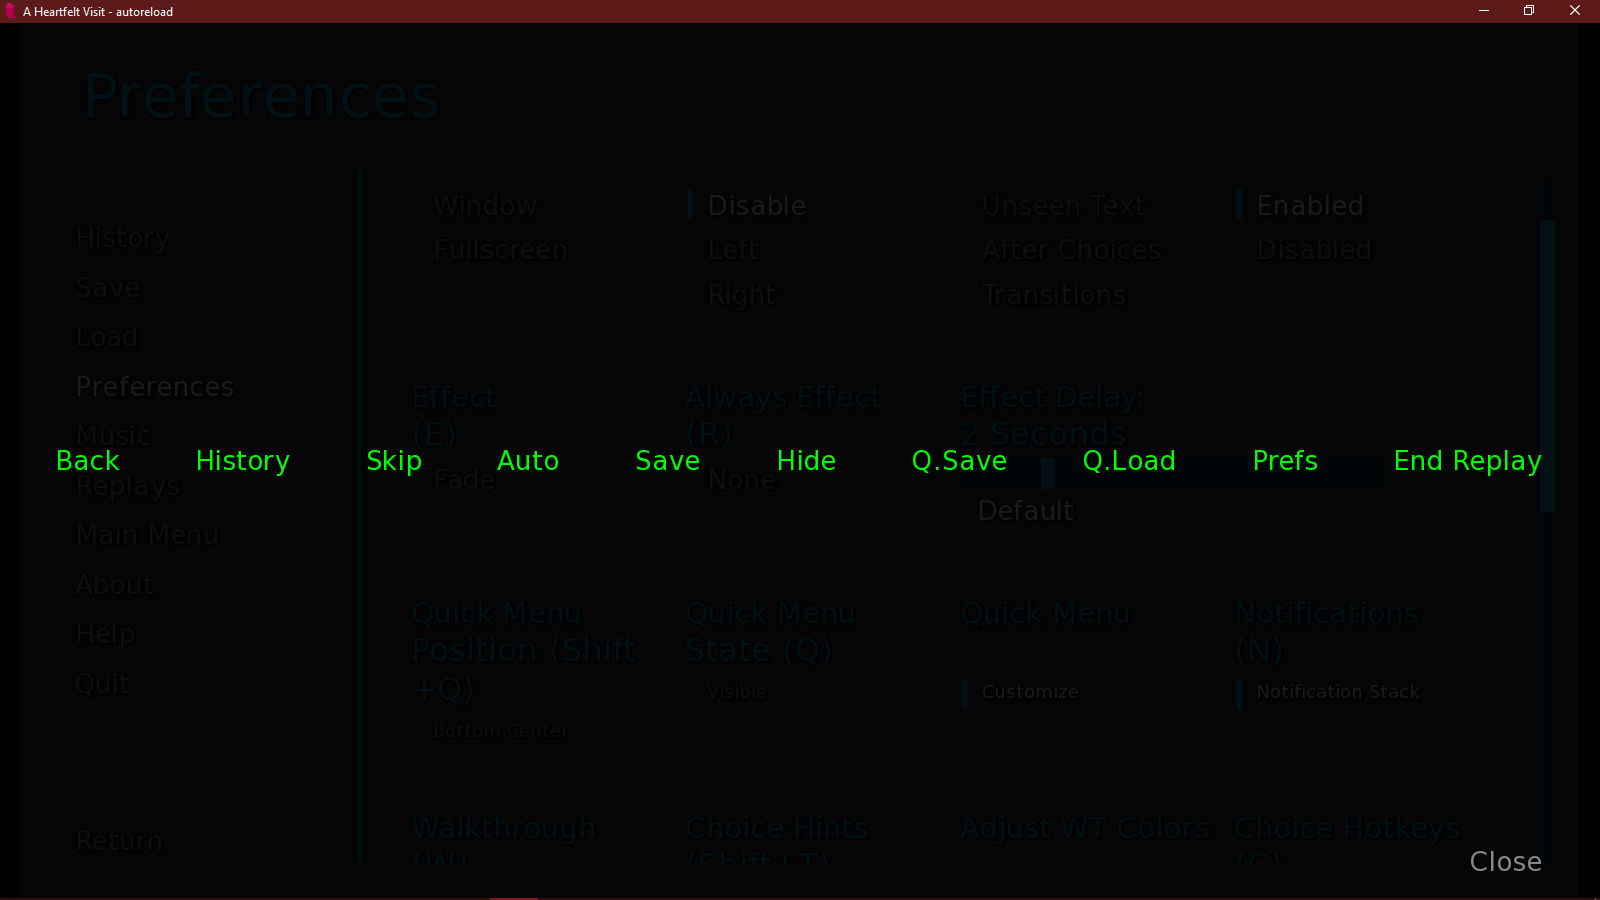 A Heartfelt Visit - autoreload
Preferences
Window Disable Unseen Text Enabled
History Fullscreen Left After Choices Disabled
Save Right Transitions
Load
Preferences Effect Always Effect Effect Delay:
Music (E) (R) 2 Seconds
Back History Skip Auto Save Hide Q.Save Q.Load Prefs End Replay
Replays Fade None
Default
Main Menu
About
Quick Menu Quick Menu Quick Menu Notifications
Help Position (Shift State (Q) (N)
Quit +Q) Visible Customize Notification Stack
Bottom Center
Return Walkthrough Choice Hints Adjust WT Colors Choice Hotkeys
(W) (Shift+T) (C)
Close